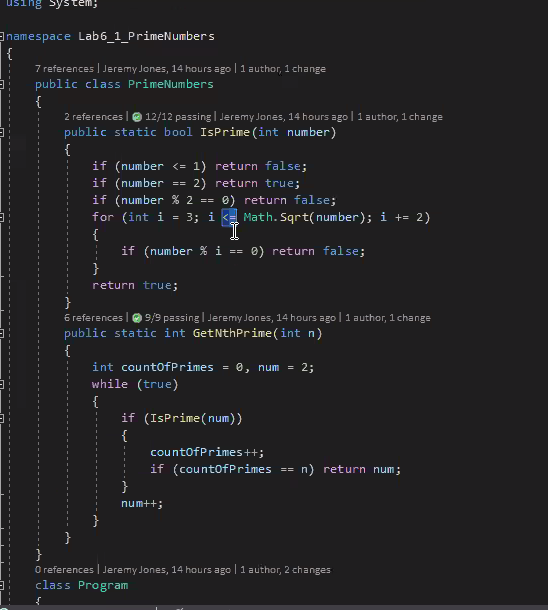 using System;
namespace Lab6_1_PrimeNumbers
{
7 references | Jeremy Jones, 14 hours ago | 1 author, 1 change
public class PrimeNumbers
{
2 references | 12/12 passing | Jeremy Jones, 14 hours ago | 1 author, 1 change
public static bool IsPrime(int number)
{
if (number <= 1) return false;
if (number == 2) return true;
if (number % 2 == 0) return false;
for (int i = 3; i <= Math.Sqrt(number); i += 2)
{
if (number % i == 0) return false;
}
return true;
}
6 references | 9/9 passing | Jeremy Jones, 14 hours ago | 1 author, 1 change
public static int GetNthPrime(int n)
{
int countOfPrimes = 0, num = 2;
while (true)
{
if (IsPrime(num))
{
countOfPrimes++;
if (countOfPrimes == n) return num;
}
num++;
}
}
}
0 references | Jeremy Jones, 14 hours ago | 1 author, 2 changes
class Program
{